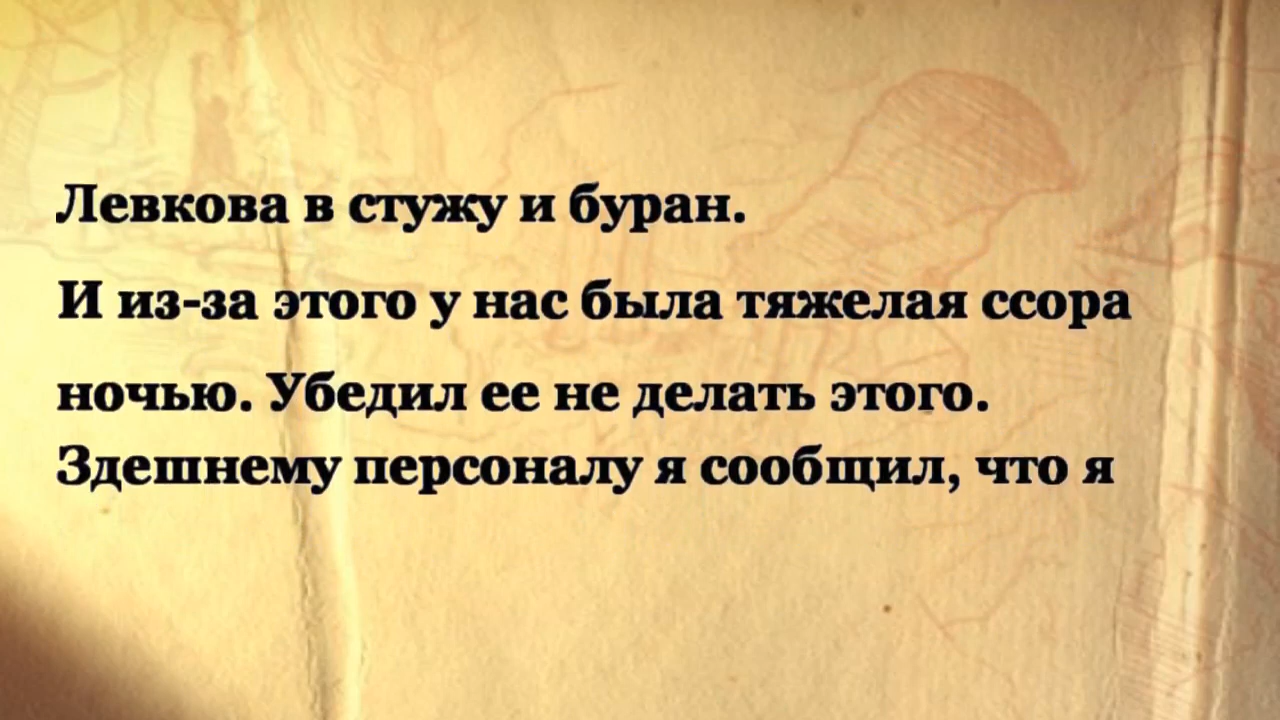 Левкова в стужу и буран.
И из-за этого у нас была тяжелая ссора
ночью. Убедил ее не делать этого.
Здешнему персоналу я сообщил, что я